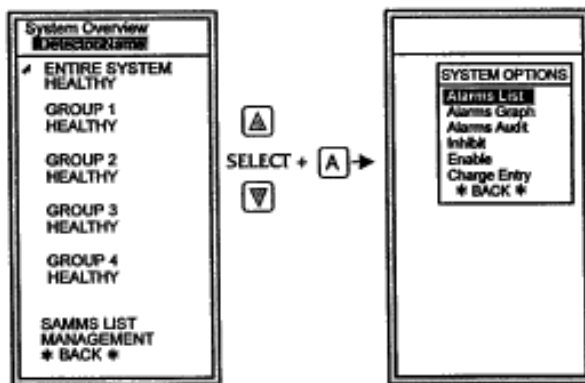 System Overview
DetectorName
ENTIRE SYSTEM
HEALTHY
GROUP 1
HEALTHY
GROUP 2
HEALTHY
GROUP 3
HEALTHY
GROUP 4
HEALTHY
SAMMS LIST
MANAGEMENT
* BACK *
SELECT + A
SYSTEM OPTIONS
Alarms List
Alarms Graph
Alarms Audit
Inhibit
Enable
Charge Entry
* BACK *